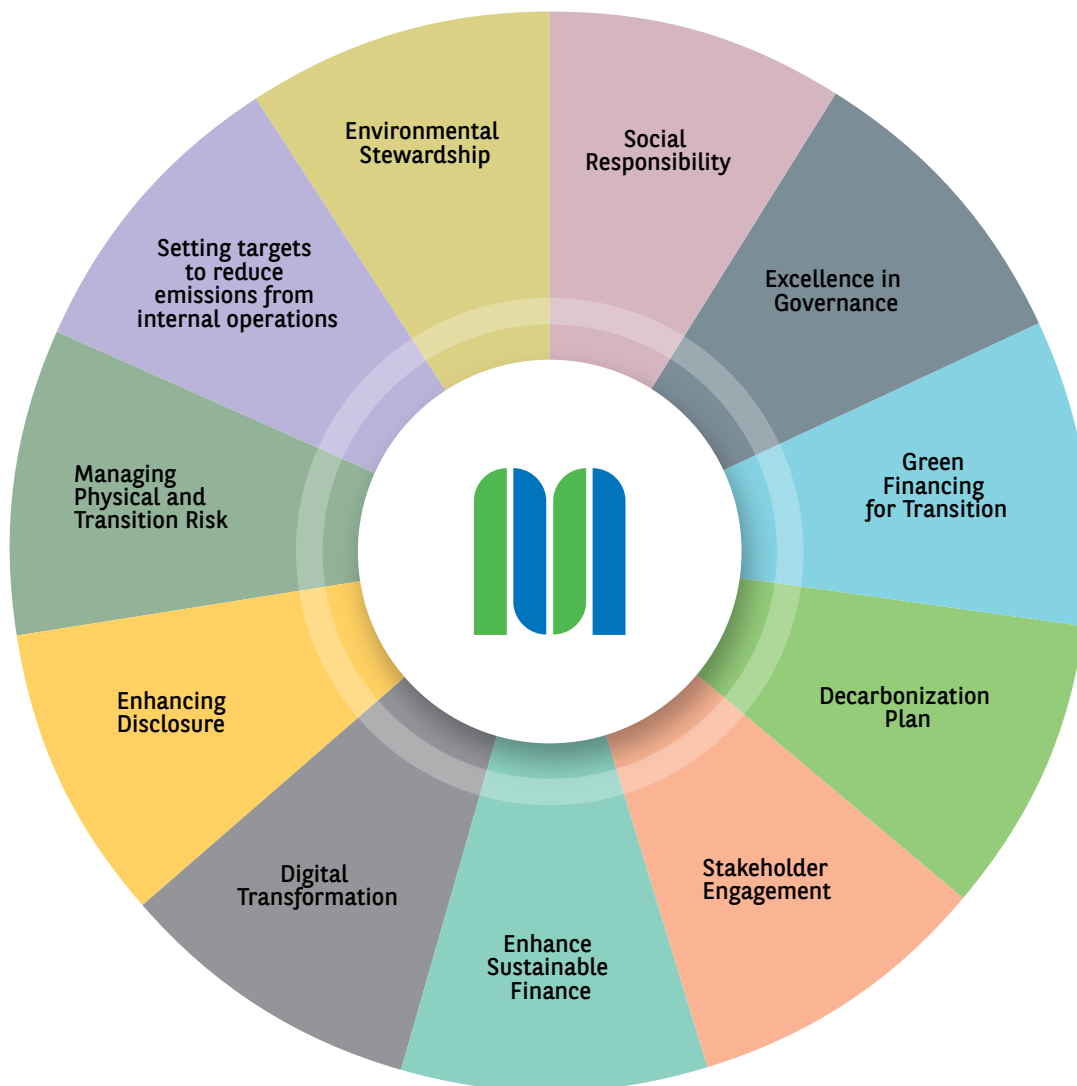 Social
Responsibility
Excellence in
Governance
Green
Financing
for Transition
Decarbonization
Plan
Stakeholder
Engagement
Enhance
Sustainable
Finance
Digital
Transformation
Enhancing
Disclosure
Managing
Physical and
Transition Risk
Setting targets
to reduce
emissions from
internal operations
Environmental
Stewardship